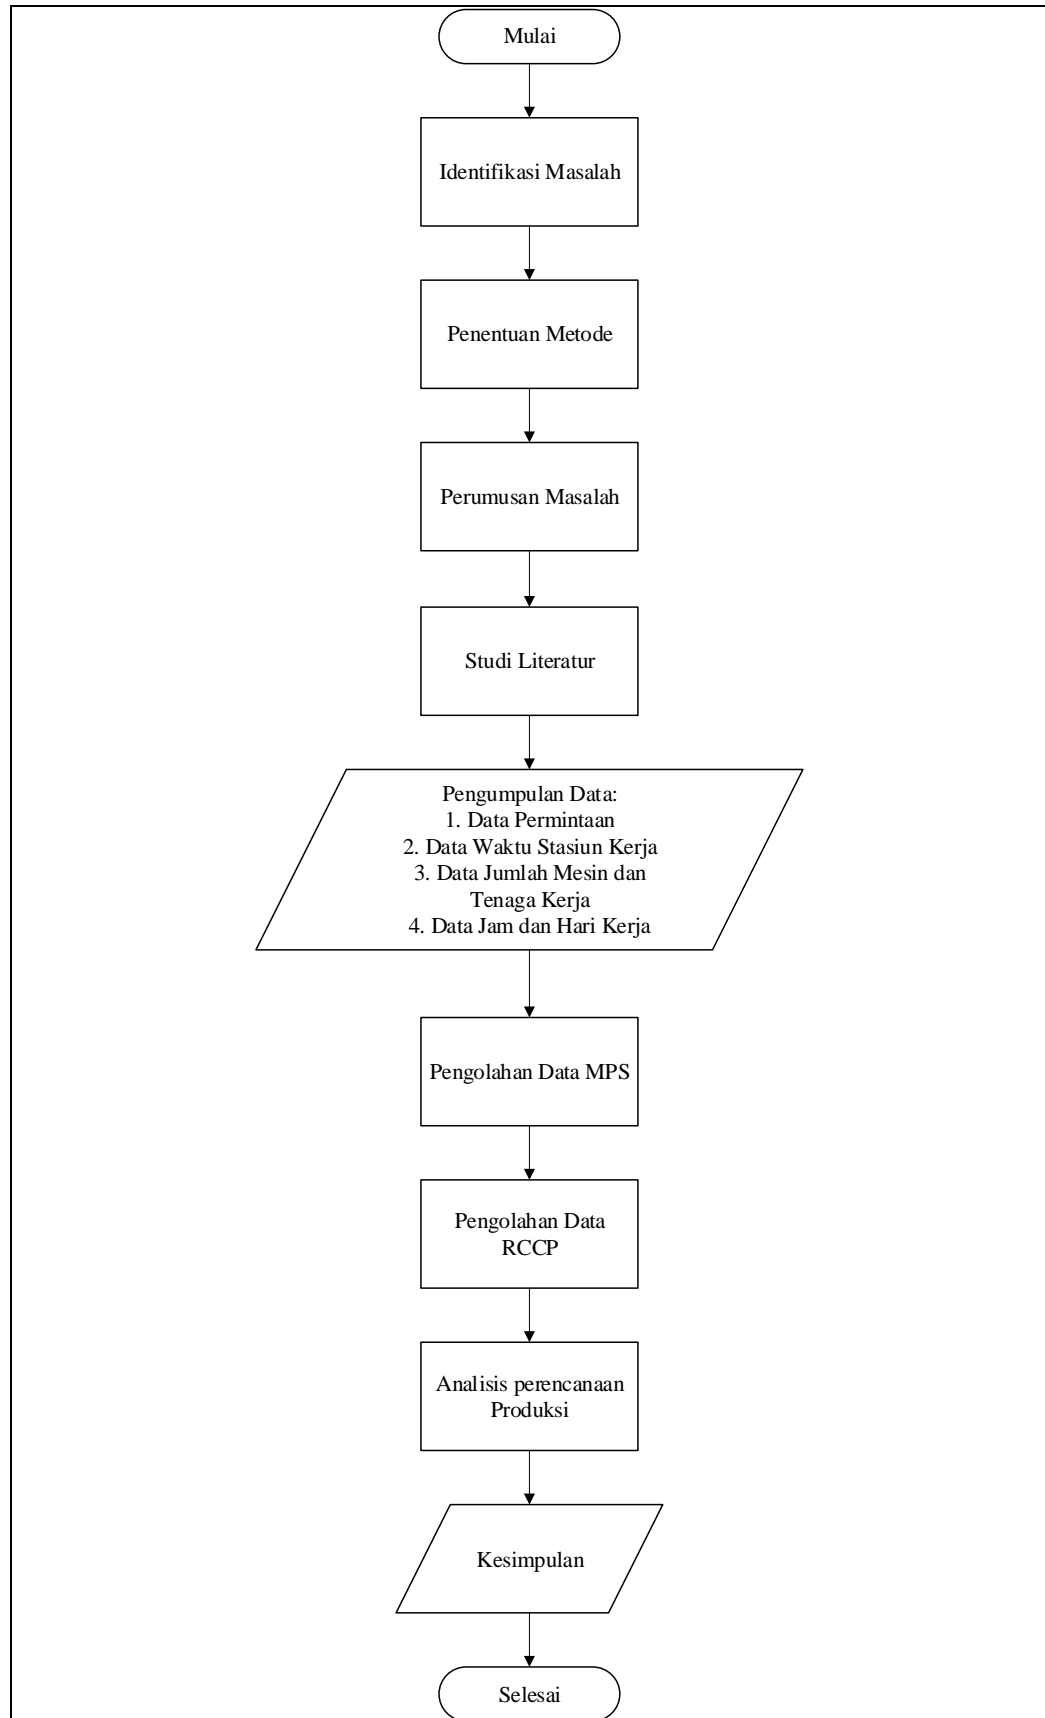 Mulai
Identifikasi Masalah
Penentuan Metode
Perumusan Masalah
Studi Literatur
Pengumpulan Data:
1. Data Permintaan
2. Data Waktu Stasiun Kerja
3. Data Jumlah Mesin dan
Tenaga Kerja
4. Data Jam dan Hari Kerja
Pengolahan Data MPS
Pengolahan Data
RCCP
Analisis perencanaan
Produksi
Kesimpulan
Selesai